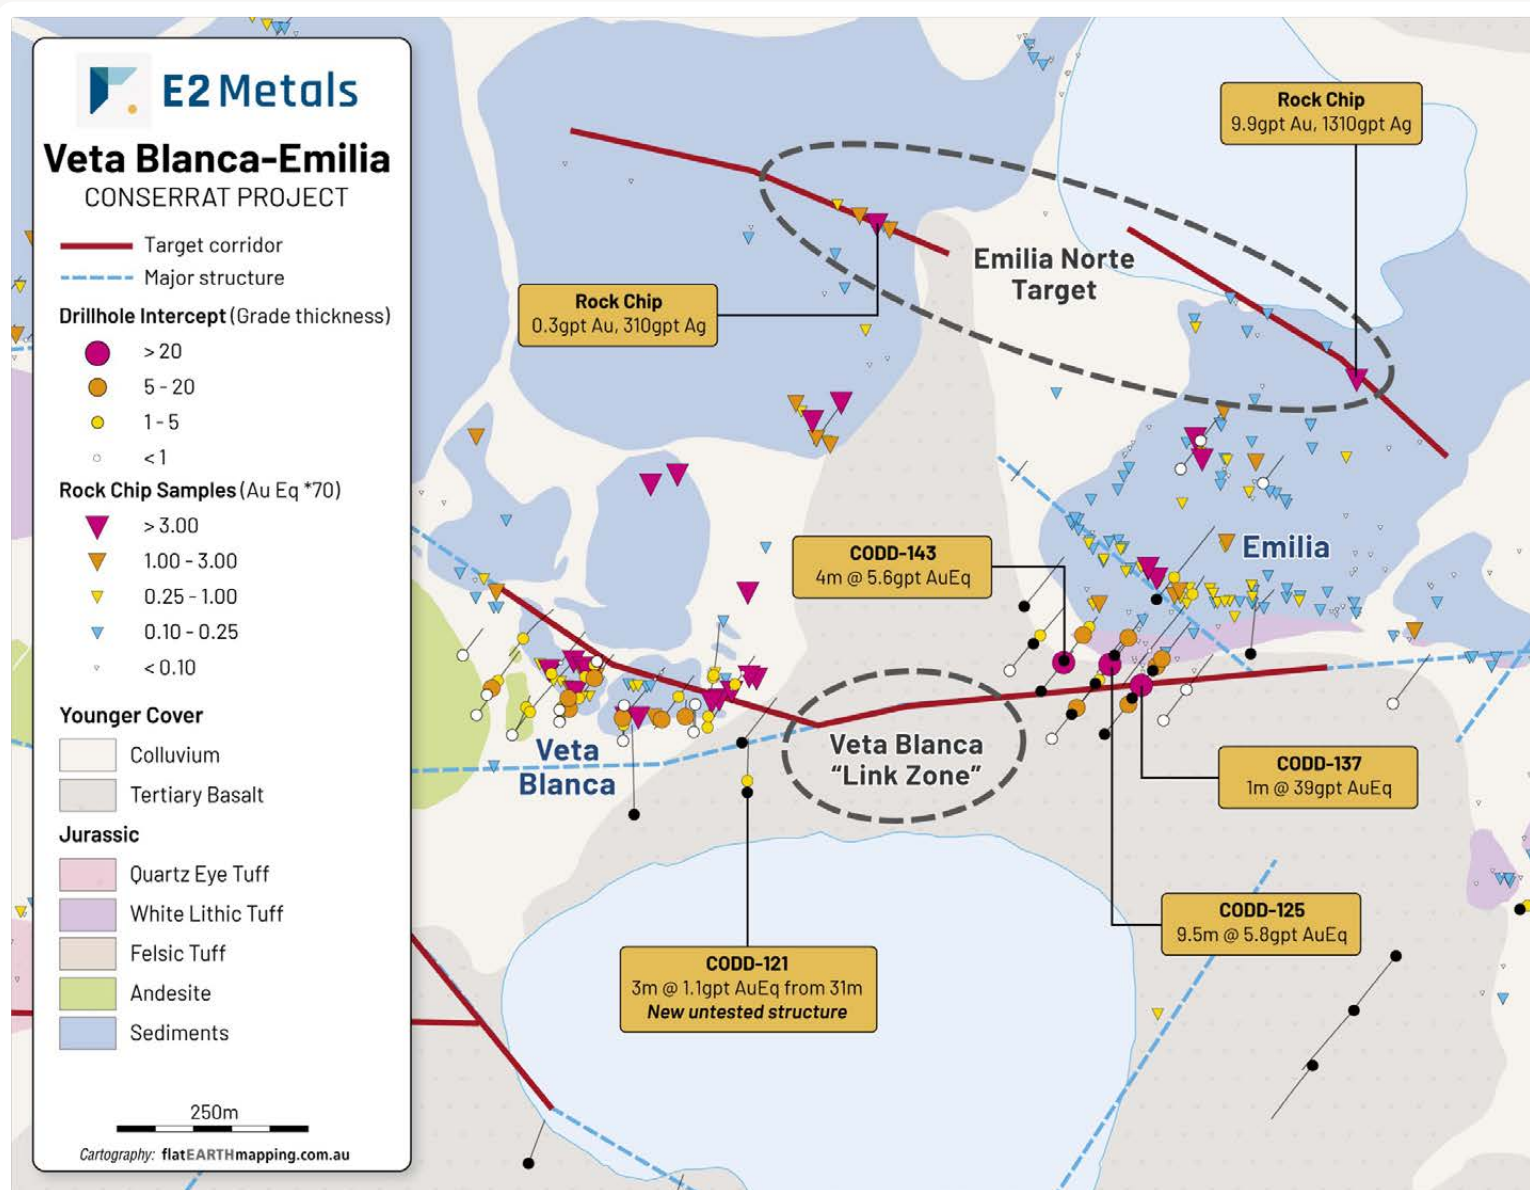 E2Metals
Veta Blanca-Emilia
CONSERRAT PROJECT
Target corridor
Major structure
Drillhole Intercept (Grade thickness)
> 20
5 - 20
1 - 5
< 1
Rock Chip Samples (Au Eq *70)
> 3.00
1.00 - 3.00
0.25 - 1.00
0.10 - 0.25
< 0.10
Younger Cover
Colluvium
Tertiary Basalt
Jurassic
Quartz Eye Tuff
White Lithic Tuff
Felsic Tuff
Andesite
Sediments
250m
Cartography: flatEARTHmapping.com.au
Rock Chip
9.9gpt Au, 1310gpt Ag
Emilia Norte
Target
Rock Chip
0.3gpt Au, 310gpt Ag
CODD-143
4m @ 5.6gpt AuEq
Emilia
Veta
Blanca
Veta Blanca
“Link Zone”
CODD-137
1m @ 39gpt AuEq
CODD-125
9.5m @ 5.8gpt AuEq
CODD-121
3m @ 1.1gpt AuEq from 31m
New untested structure